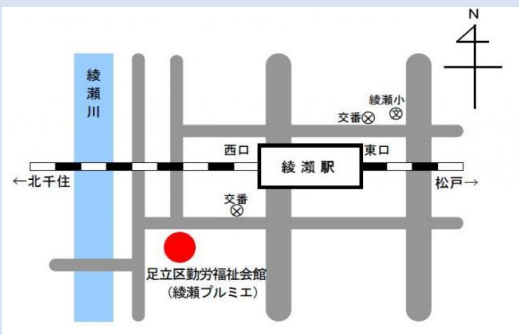 N
綾瀬川
綾瀬小
交番
文
西口
綾瀬駅
東口
←北千住
松戸→
交番
足立区勤労福祉会館
(綾瀬プルミエ)